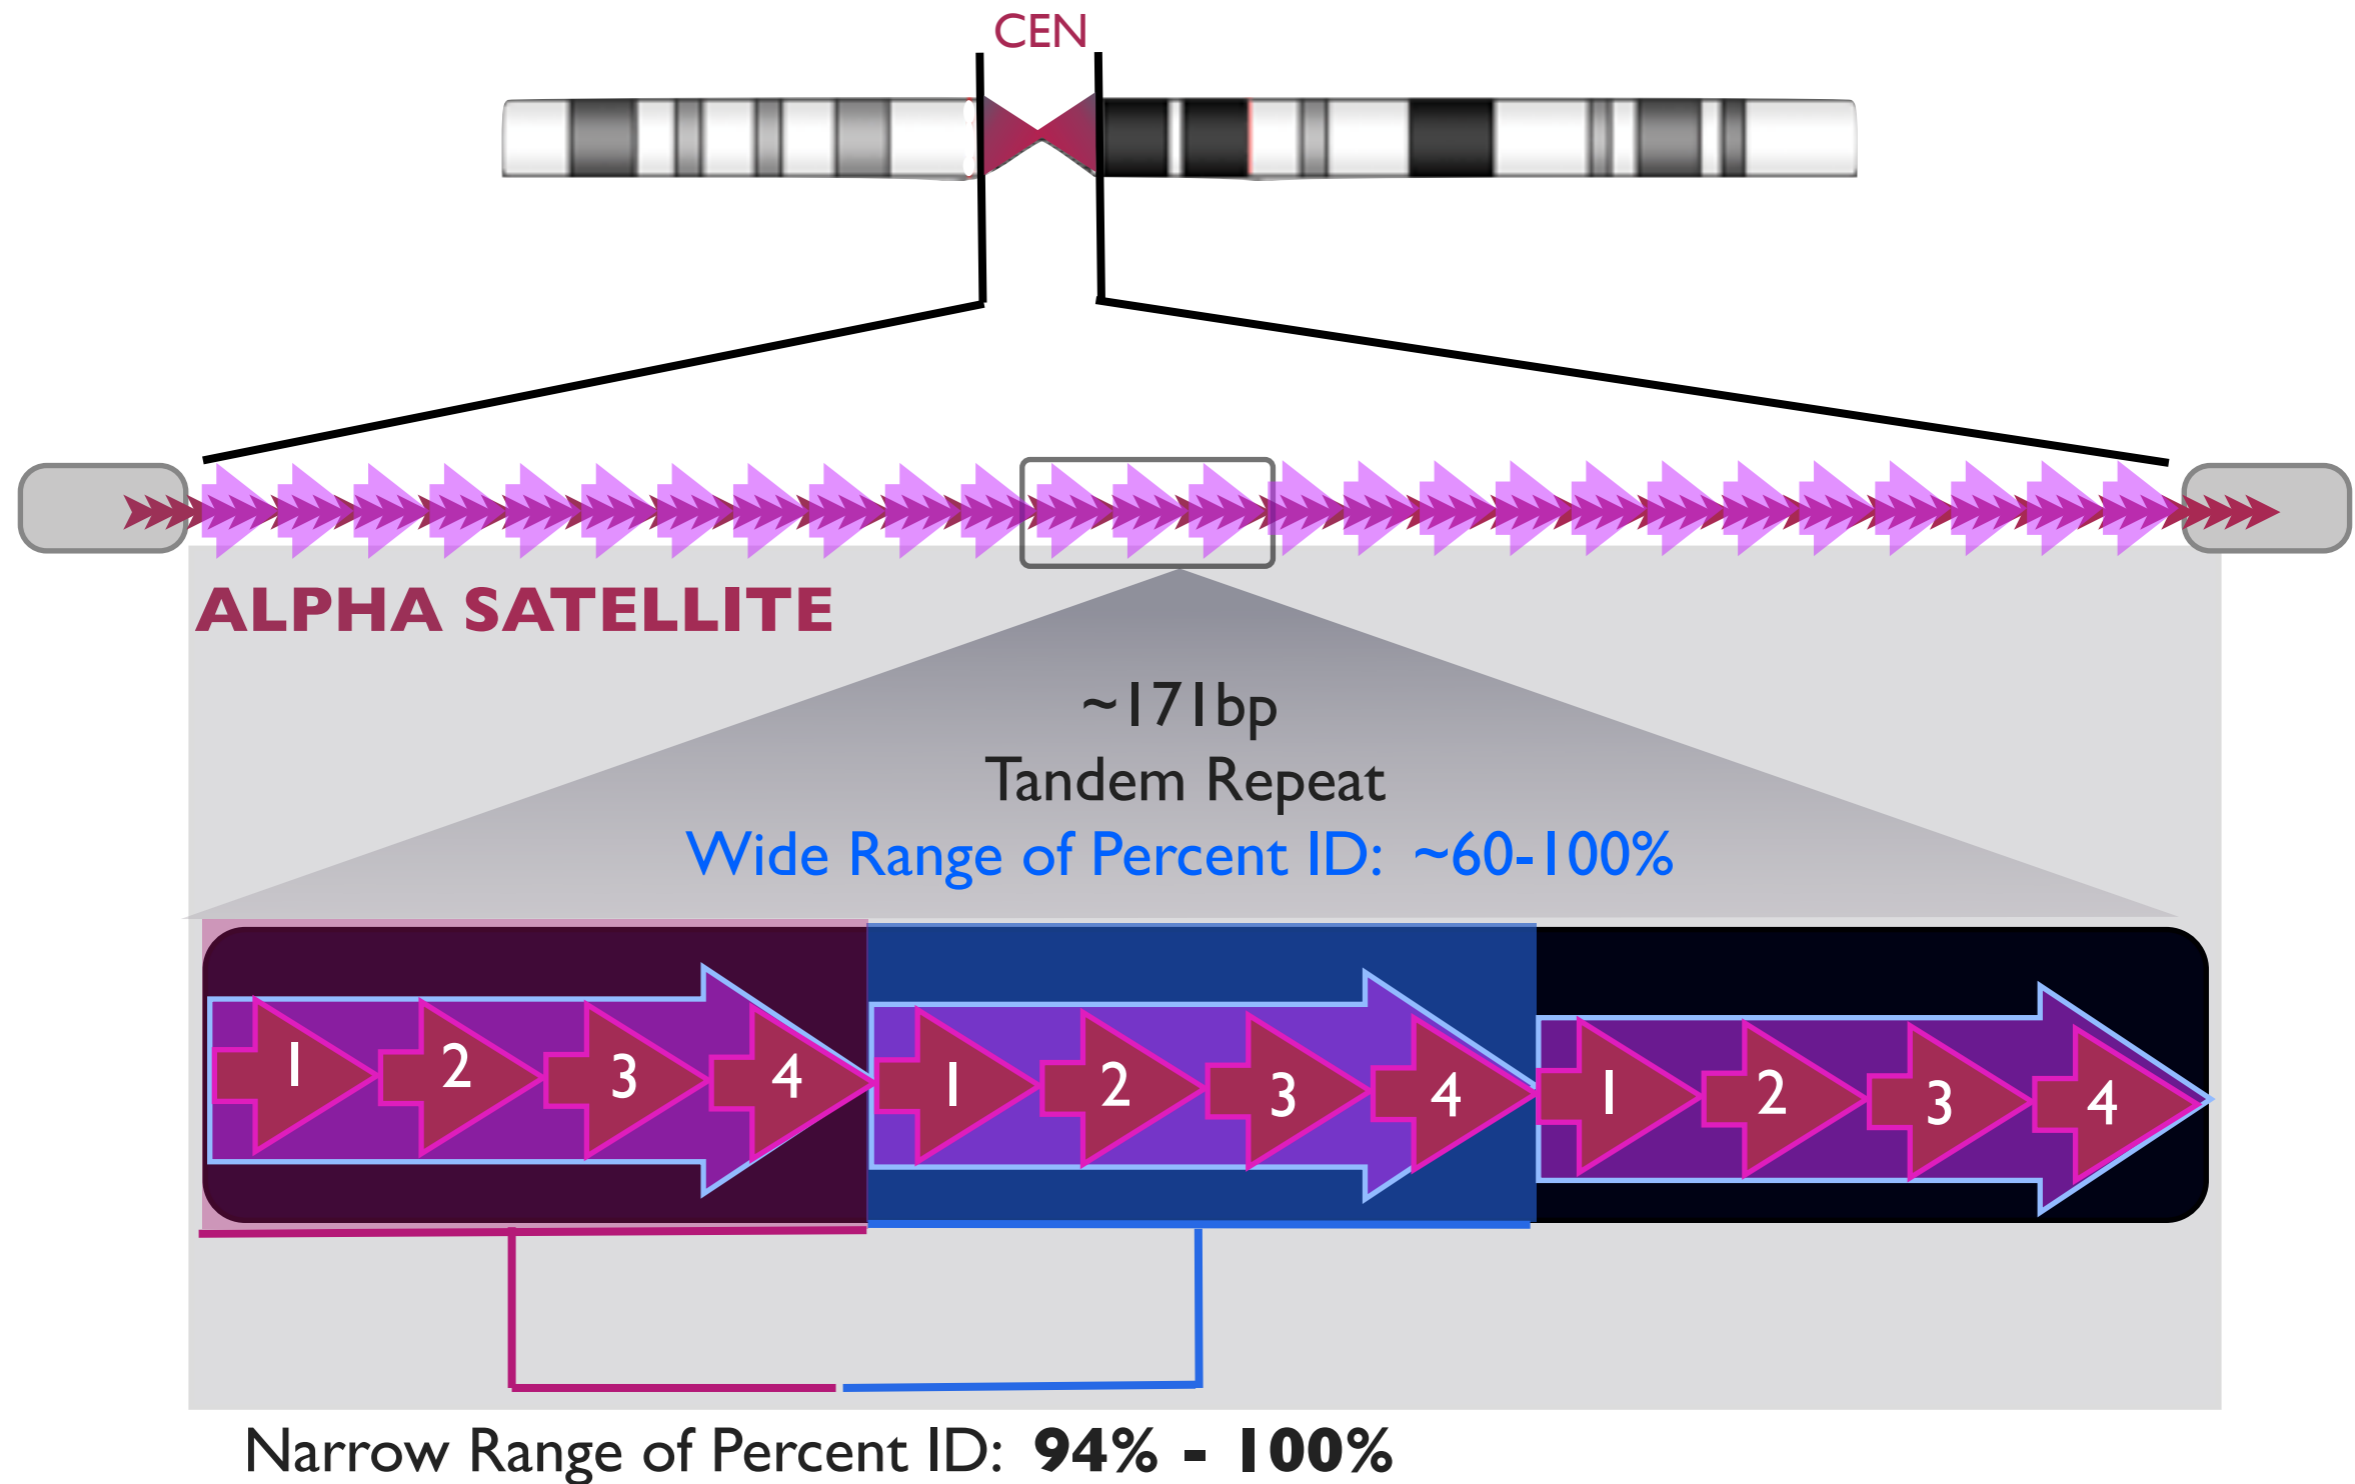 CEN
ALPHA SATELLITE
~171bp
Tandem Repeat
Wide Range of Percent ID: ~60-100%
1 2 3 4 1 2 3 4 1 2 3 4
Narrow Range of Percent ID: 94% - 100%